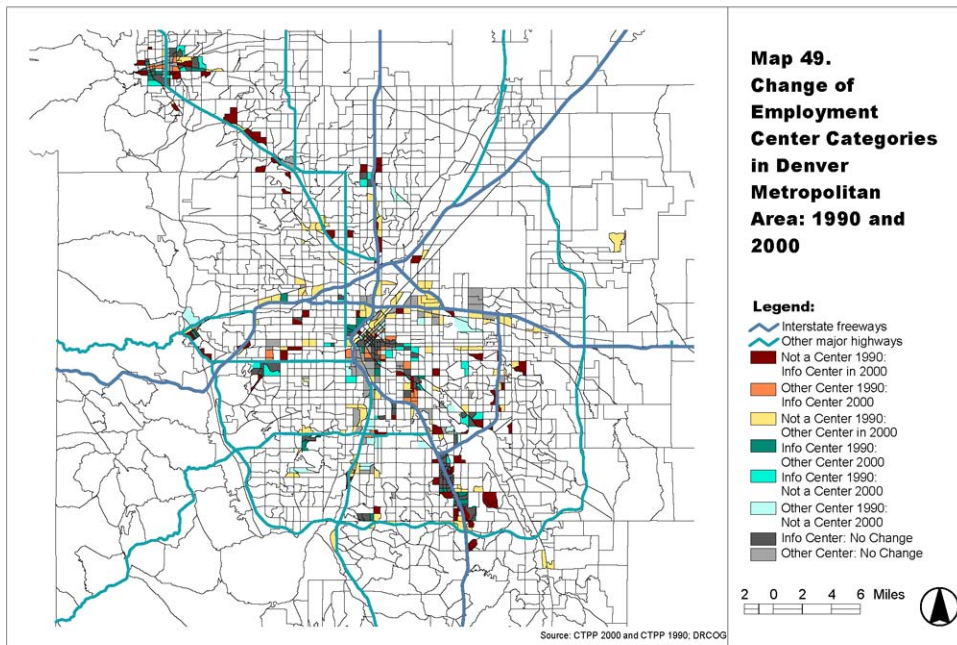 Map 49.
Change of
Employment
Center Categories
in Denver
Metropolitan
Area: 1990 and
2000
Legend:
Interstate freeways
Other major highways
Not a Center 1990:
Info Center in 2000
Other Center 1990:
Info Center 2000
Not a Center 1990:
Other Center in 2000
Info Center 1990:
Other Center 2000
Info Center 1990:
Not a Center 2000
Other Center 1990:
Not a Center 2000
Info Center: No Change
Other Center: No Change
2 0 2 4 6 Miles
Source: CTPP 2000 and CTPP 1990; DRCOG